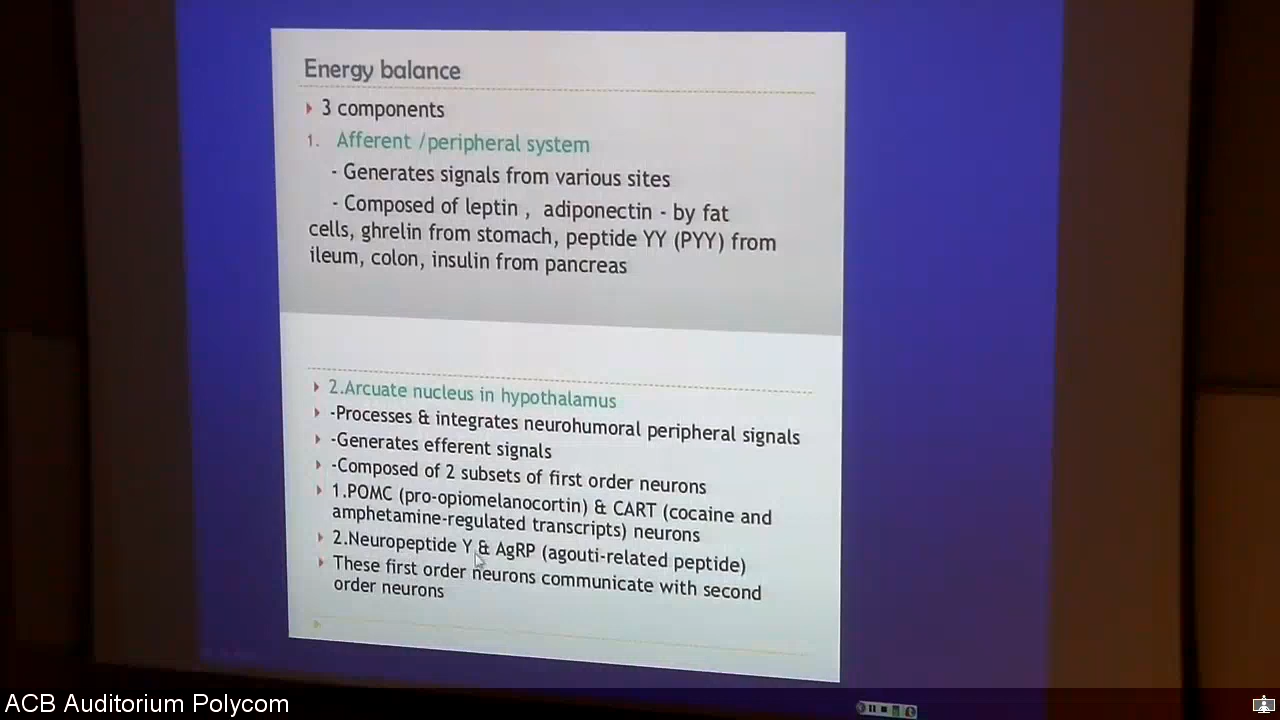 Energy balance
3 components
1. Afferent /peripheral system
- Generates signals from various sites
- Composed of leptin , adiponectin - by fat
cells, ghrelin from stomach, peptide YY (PYY) from
ileum, colon, insulin from pancreas
2.Arcuate nucleus in hypothalamus
-Processes & integrates neurohumoral peripheral signals
-Generates efferent signals
-Composed of 2 subsets of first order neurons
1.POMC (pro-opiomelanocortin) & CART (cocaine and
amphetamine-regulated transcripts) neurons
2.Neuropeptide Y & AgRP (agouti-related peptide)
These first order neurons communicate with second
order neurons
ACB Auditorium Polycom